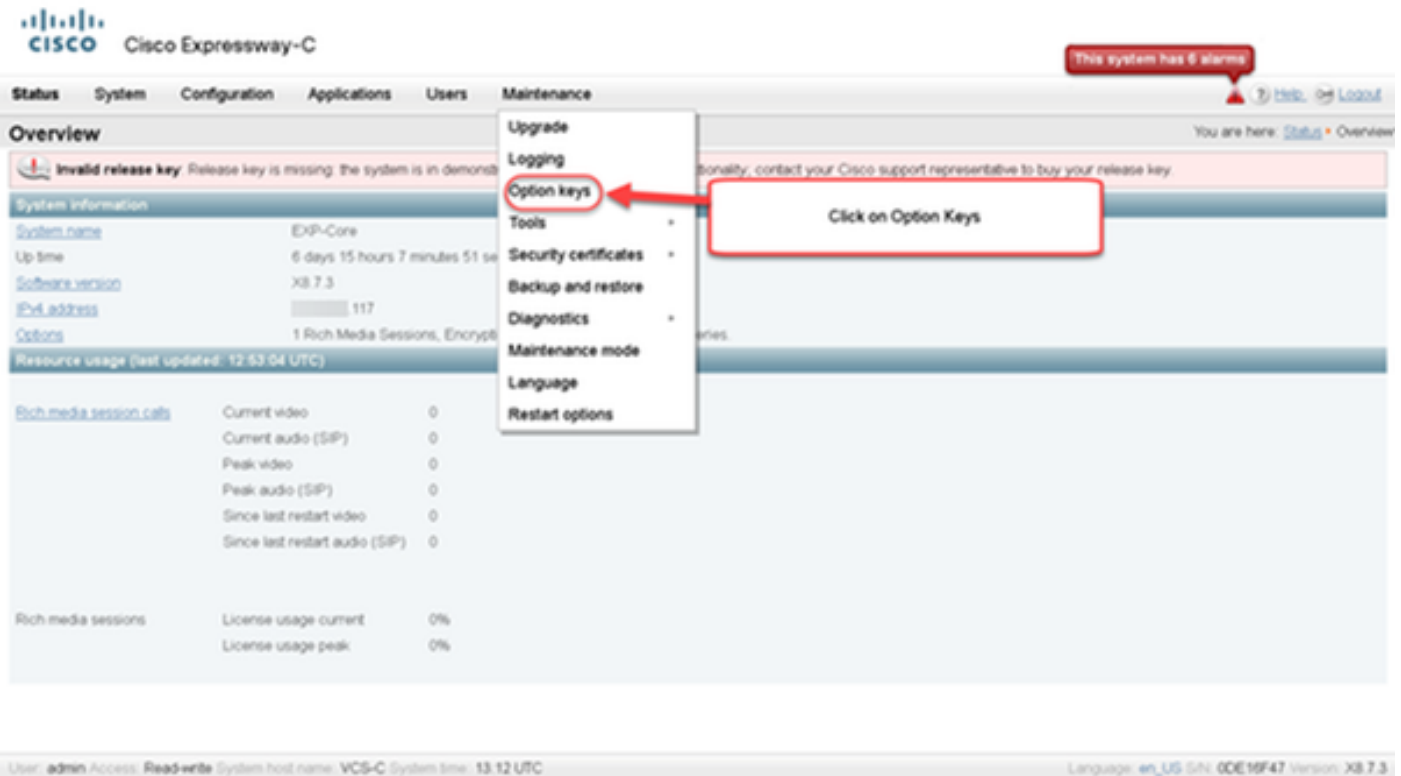 CISCO Cisco Expressway-C
This system has 6 alarms
Status System Configuration Applications Users Maintenance
Help Logout
Overview
You are here: Status Overview
Invalid release key: Release key is missing: the system is in demonst
tionality; contact your Cisco support representative to buy your release key.
Upgrade
Logging
Option keys
Tools
Security certificates
Backup and restore
Diagnostics
Maintenance mode
Language
Restart options
Click on Option Keys
System information
System name EXP-Core
Up time 6 days 15 hours 7 minutes 51 se
Software version X8.7.3
IPv4 address .117
Options 1 Rich Media Sessions, Encrypti
eries.
Resource usage (last updated: 12:53:04 UTC)
Rich media session calls Current video 0
Current audio (SIP) 0
Peak video 0
Peak audio (SIP) 0
Since last restart video 0
Since last restart audio (SIP) 0
Rich media sessions License usage current 0%
License usage peak 0%
User: admin Access: Read-write System host name: VCS-C System time: 13:12 UTC
Language: en_US S/N: 0DE16F47 Version: X8.7.3